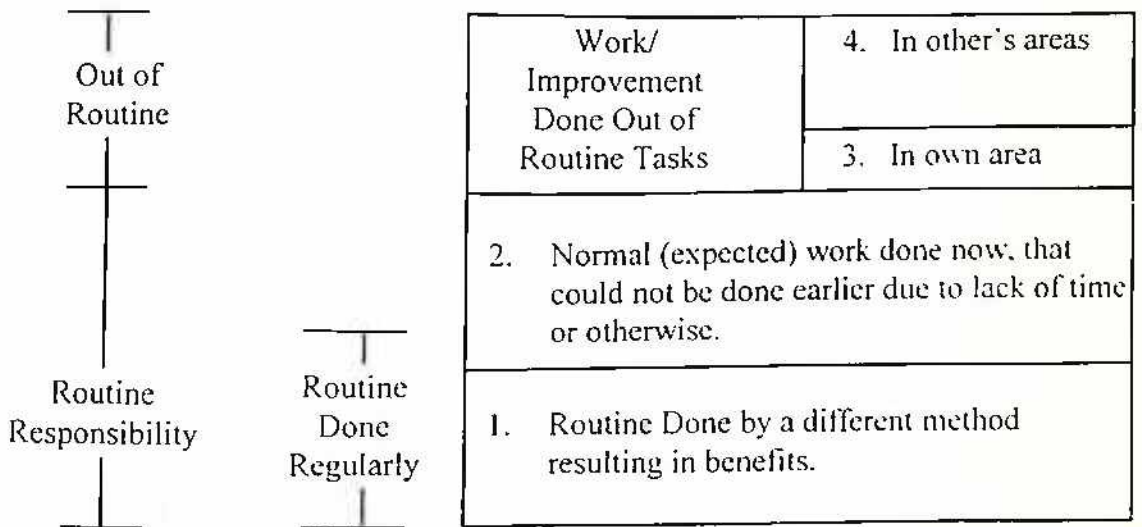 Out of
Routine
Routine
Responsibility
Routine
Done
Regularly
Work/
Improvement
Done Out of
Routine Tasks
4. In other's areas
3. In own area
2. Normal (expected) work done now, that
could not be done earlier due to lack of time
or otherwise.
1. Routine Done by a different method
resulting in benefits.